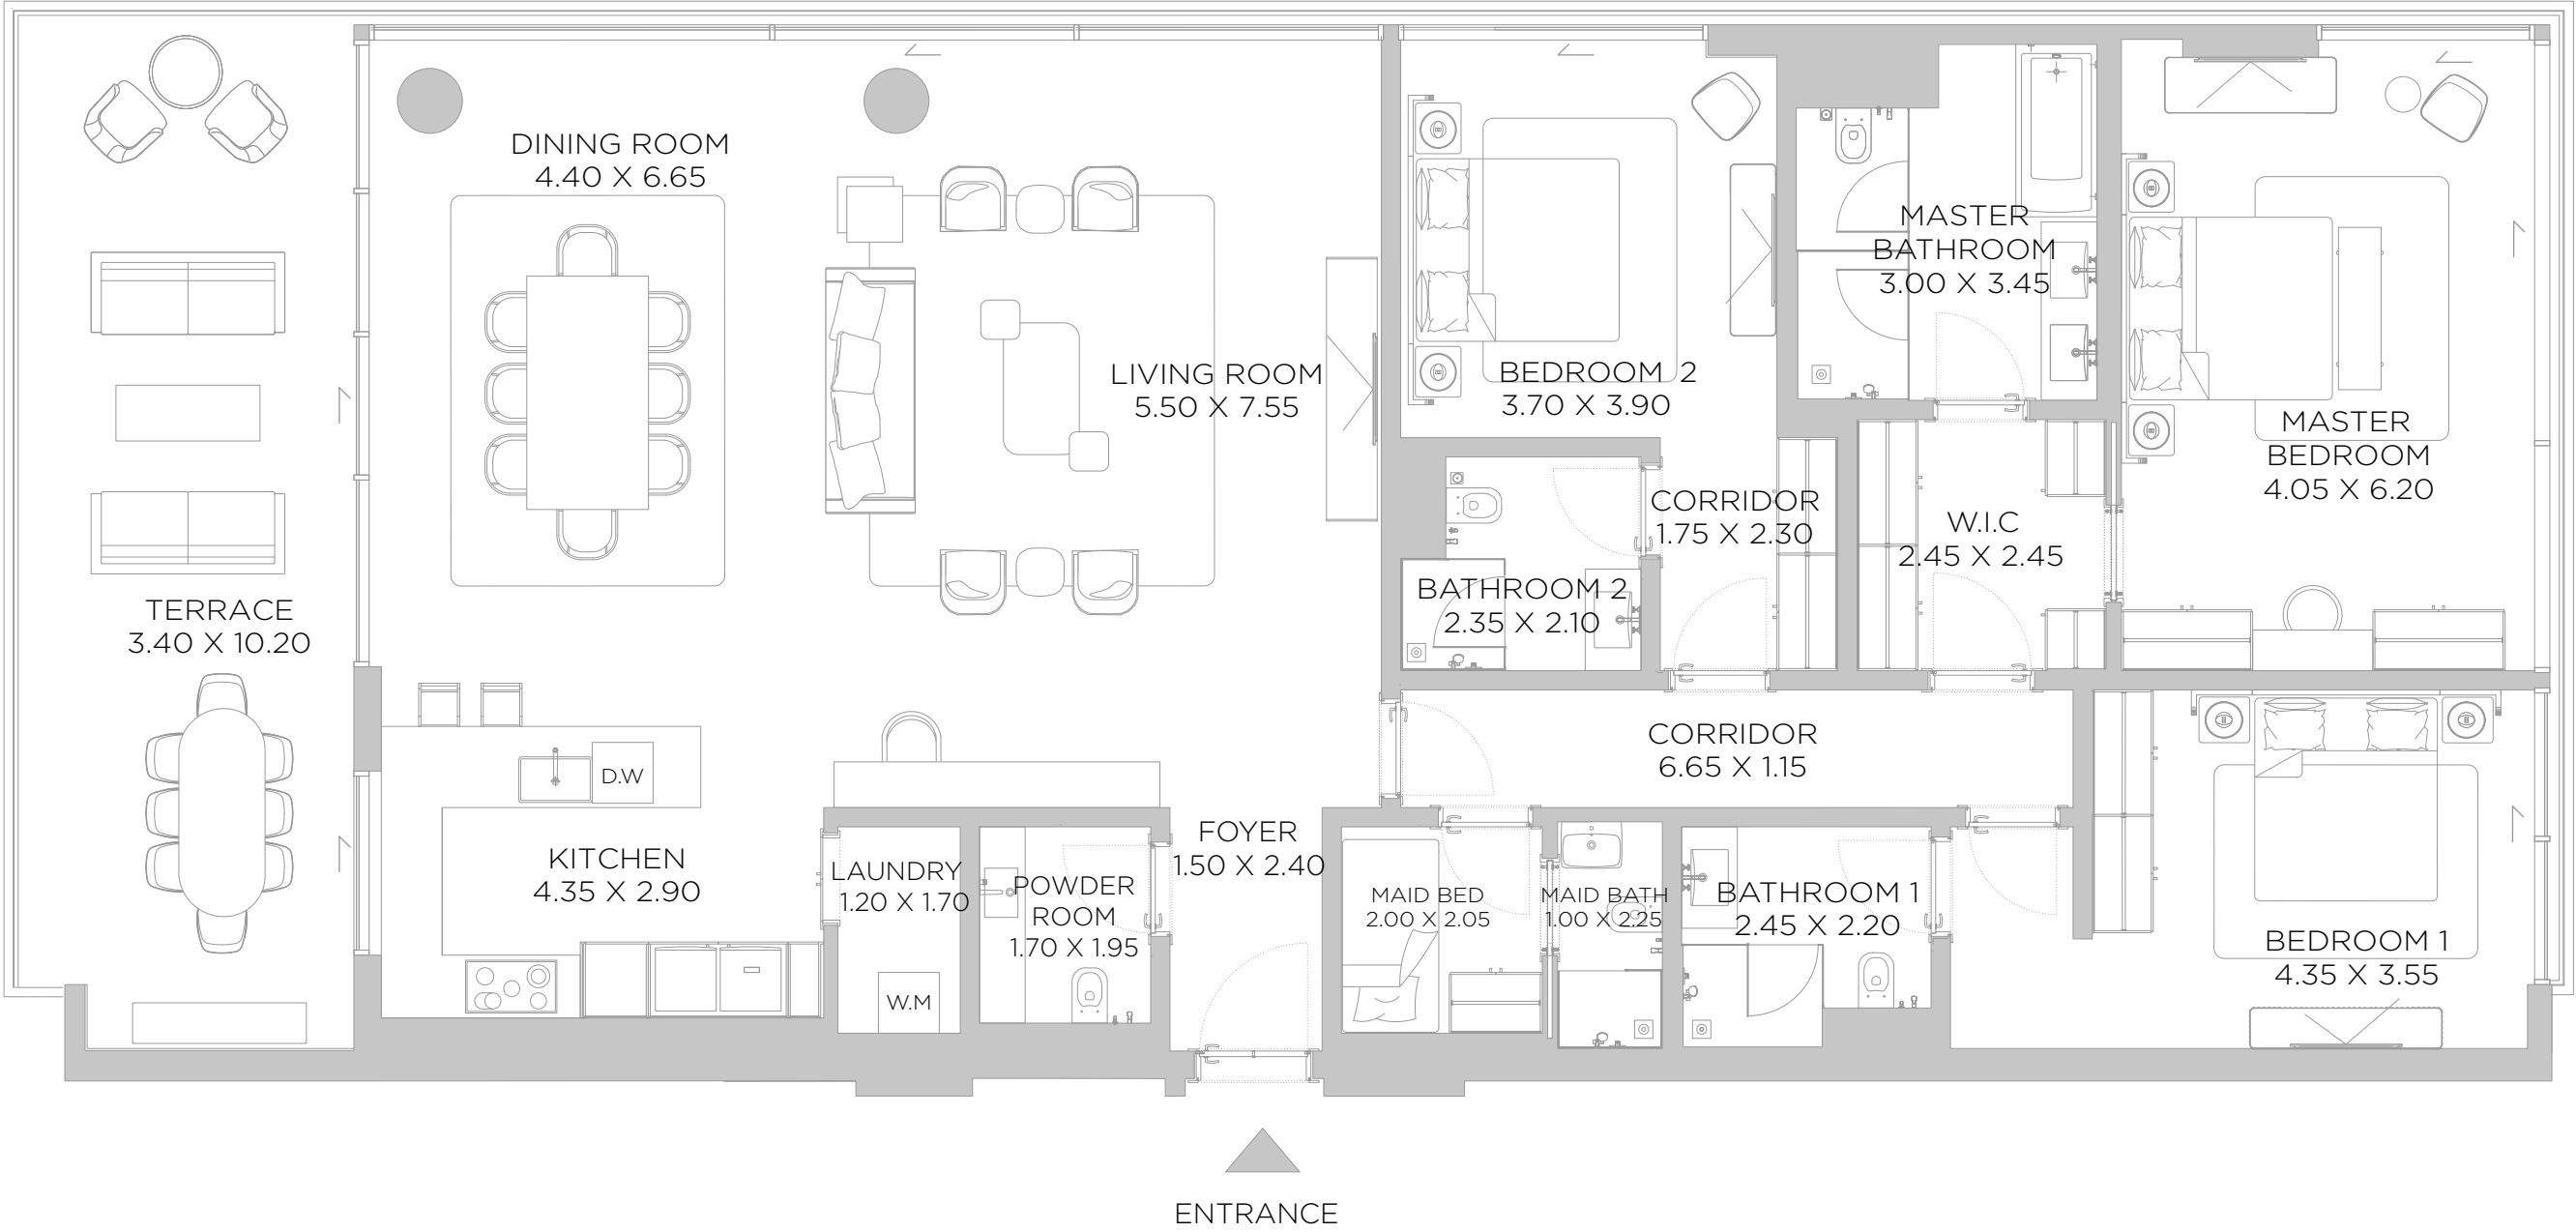 DINING ROOM
4.40 X 6.65
LIVING ROOM
5.50 X 7.55
TERRACE
3.40 X 10.20
BEDROOM 2
3.70 X 3.90
MASTER
BATHROOM
3.00 X 3.45
MASTER
BEDROOM
4.05 X 6.20
CORRIDOR
1.75 X 2.30
W.I.C
2.45 X 2.45
BATHROOM 2
2.35 X 2.10
CORRIDOR
6.65 X 1.15
D.W
KITCHEN
4.35 X 2.90
LAUNDRY
1.20 X 1.70
W.M
POWDER
ROOM
1.70 X 1.95
FOYER
1.50 X 2.40
MAID BED
2.00 X 2.05
MAID BATH
1.00 X 2.25
BATHROOM 1
2.45 X 2.20
BEDROOM 1
4.35 X 3.55
ENTRANCE